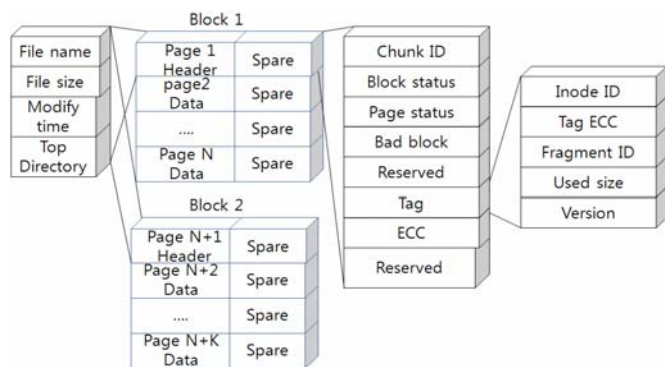 File name
File size
Modify
time
Top
Directory
Block 1
Page 1
Header
Spare
page2
Data
Spare
....
Spare
Page N
Data
Spare
Block 2
Page N+1
Header
Spare
Page N+2
Data
Spare
....
Spare
Page N+K
Data
Spare
Chunk ID
Block status
Page status
Bad block
Reserved
Tag
ECC
Reserved
Inode ID
Tag ECC
Fragment ID
Used size
Version